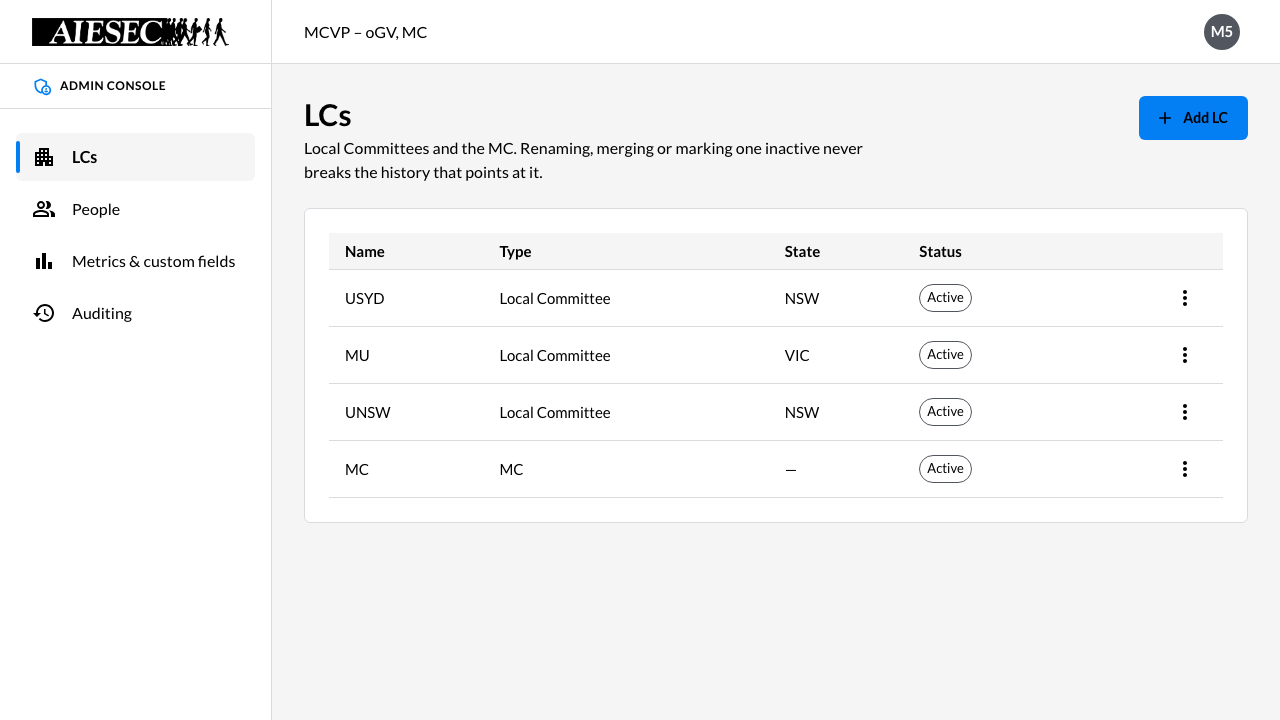 AIESEC
MCVP – oGV, MC
M5
ADMIN CONSOLE
LCs
People
Metrics & custom fields
Auditing
LCs
Local Committees and the MC. Renaming, merging or marking one inactive never
breaks the history that points at it.
Add LC
Name Type State Status
USYD Local Committee NSW Active
MU Local Committee VIC Active
UNSW Local Committee NSW Active
MC MC — Active